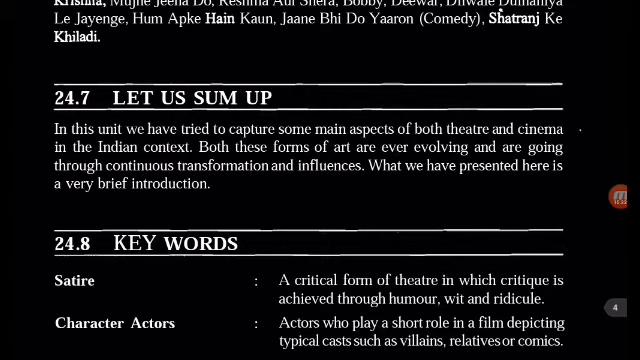 Krishna, Mujhe Jeena Do, Reshma Aur Shera, Bobby, Deewar, Dilwale Dulhaniya
Le Jayenge, Hum Apke Hain Kaun, Jaane Bhi Do Yaaron (Comedy), Shatranj Ke
Khiladi.
24.7 LET US SUM UP
In this unit we have tried to capture some main aspects of both theatre and cinema
in the Indian context. Both these forms of art are ever evolving and are going
through continuous transformation and influences. What we have presented here is
a very brief introduction.
24.8 KEY WORDS
Satire : A critical form of theatre in which critique is
achieved through humour, wit and ridicule.
Character Actors : Actors who play a short role in a film depicting
typical casts such as villains, relatives or comics.
4